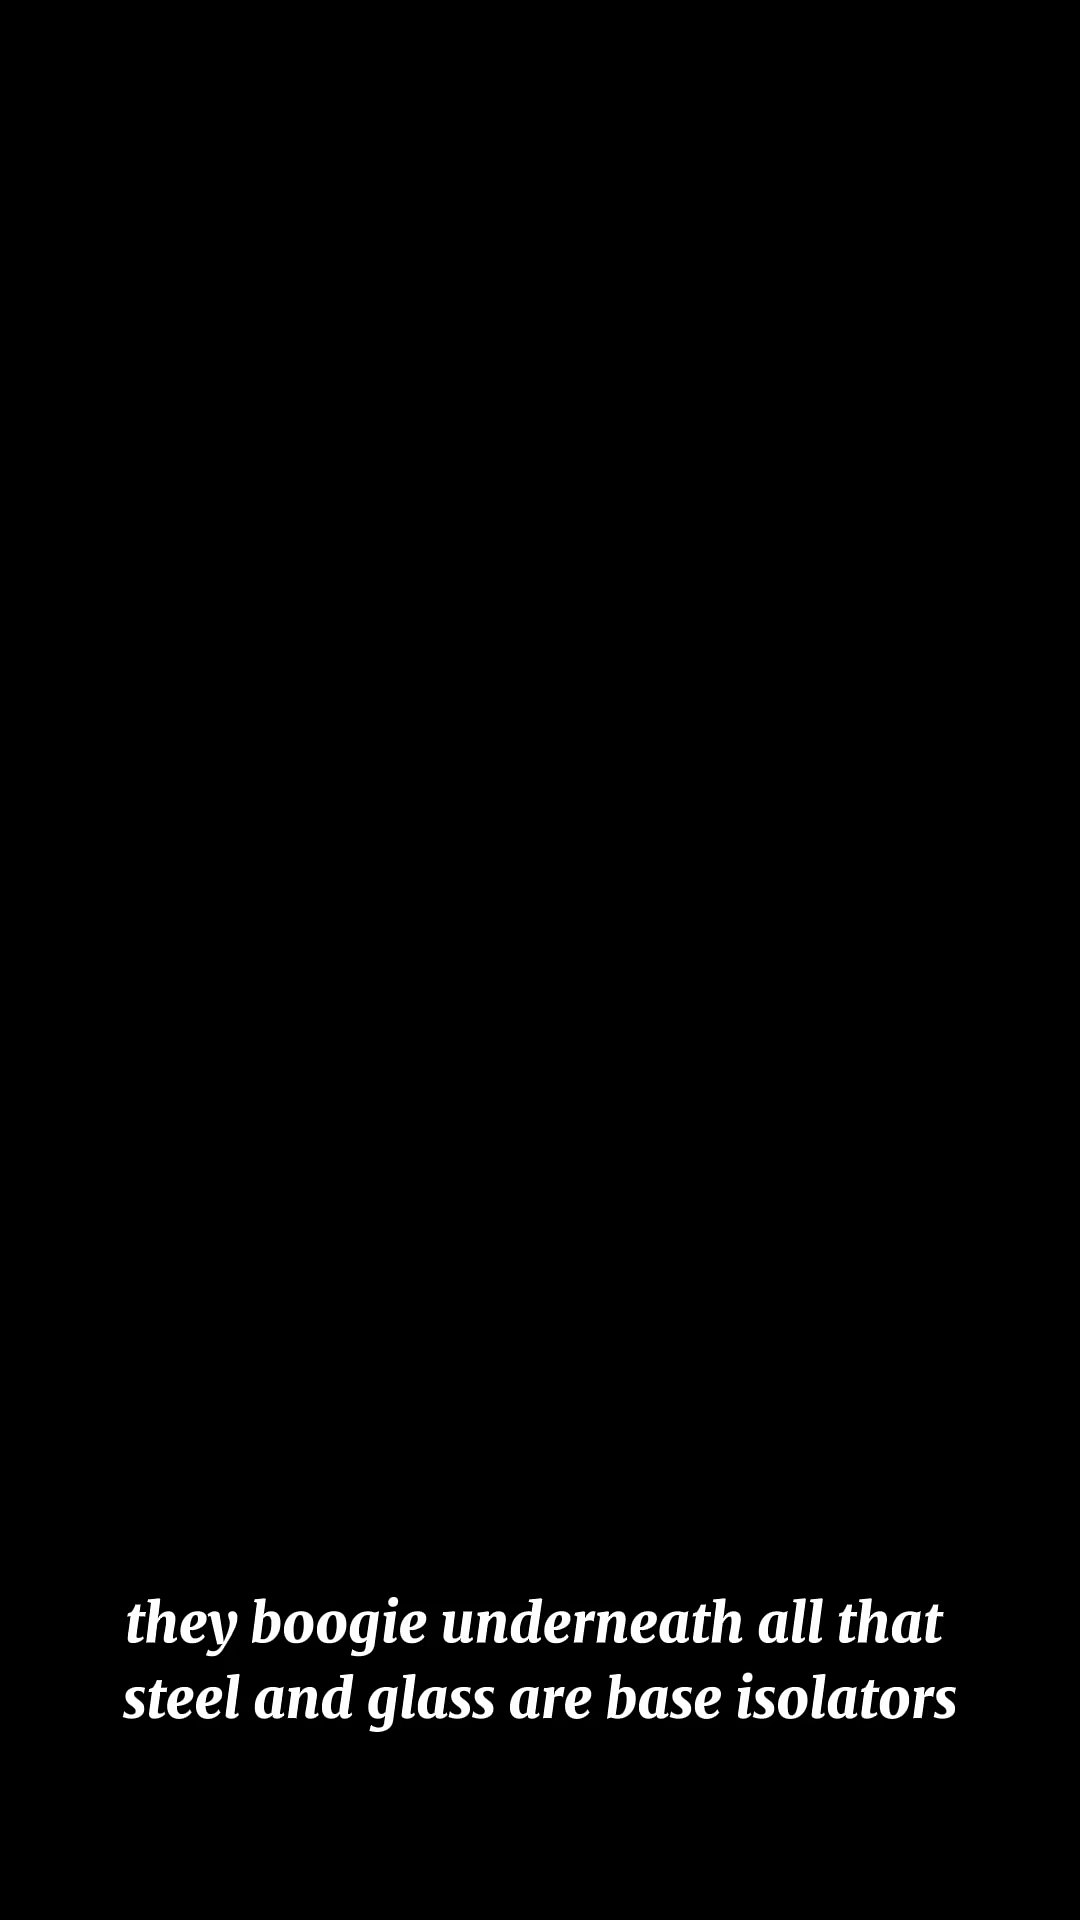 they boogie underneath all that
steel and glass are base isolators